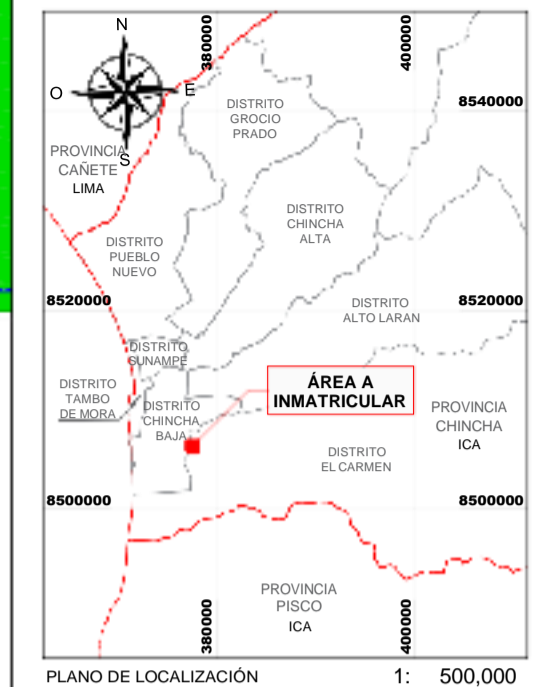 N
380000
400000
O
E
S
DISTRITO
GROCIO
PRADO
8540000
PROVINCIA
CAÑETE
LIMA
DISTRITO
CHINCHA
ALTA
DISTRITO
PUEBLO
NUEVO
8520000
8520000
DISTRITO
ALTO LARAN
DISTRITO
SUNAMPE
DISTRITO
TAMBO
DE MORA
ÁREA A
INMATRICULAR
DISTRITO
CHINCHA
BAJA
PROVINCIA
CHINCHA
ICA
DISTRITO
EL CARMEN
8500000
8500000
PROVINCIA
PISCO
ICA
380000
400000
PLANO DE LOCALIZACIÓN
1: 500,000